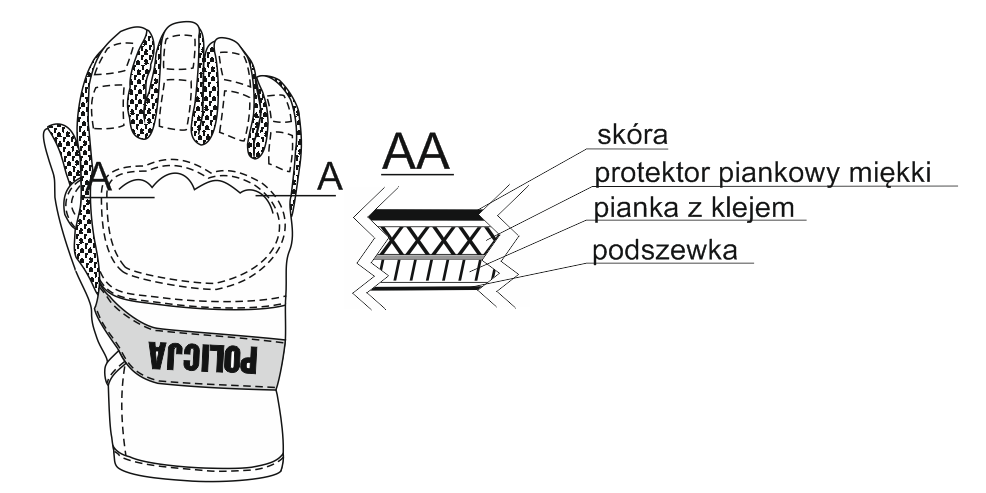 A
A
AA
skóra
protektor piankowy miękki
pianka z klejem
podszewka
POLICJA